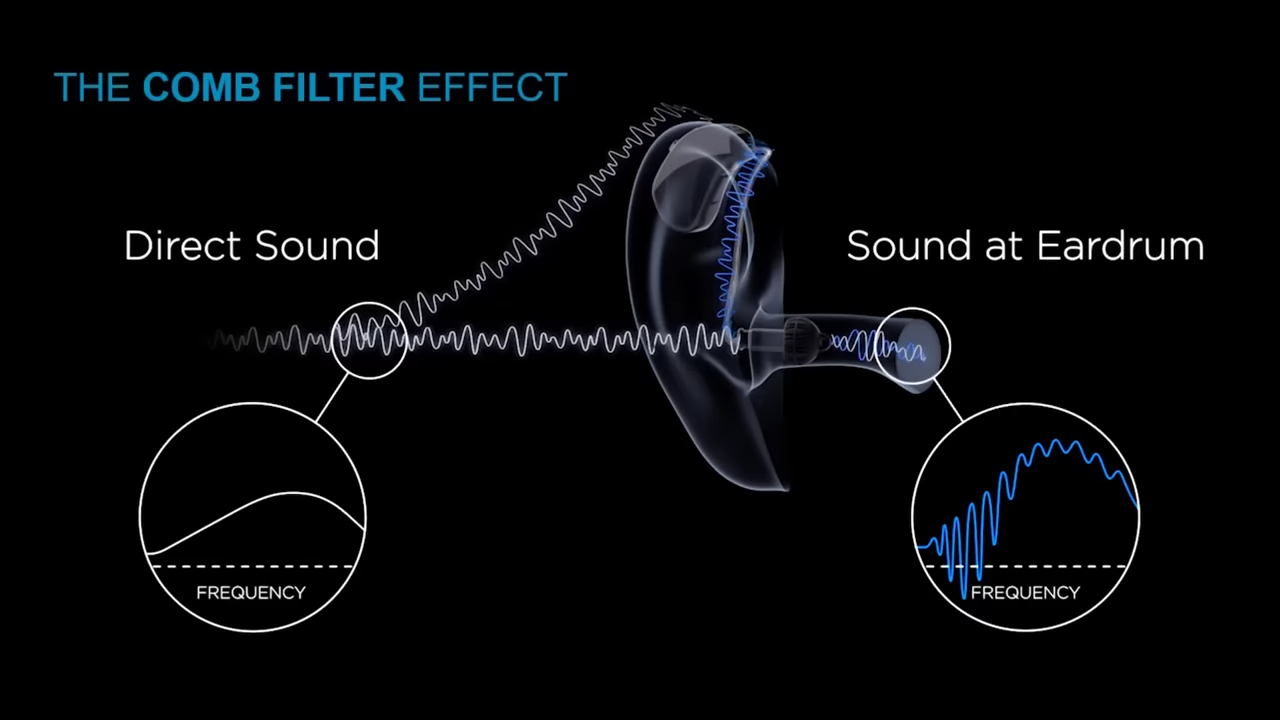 THE COMB FILTER EFFECT
Direct Sound
Sound at Eardrum
FREQUENCY
FREQUENCY